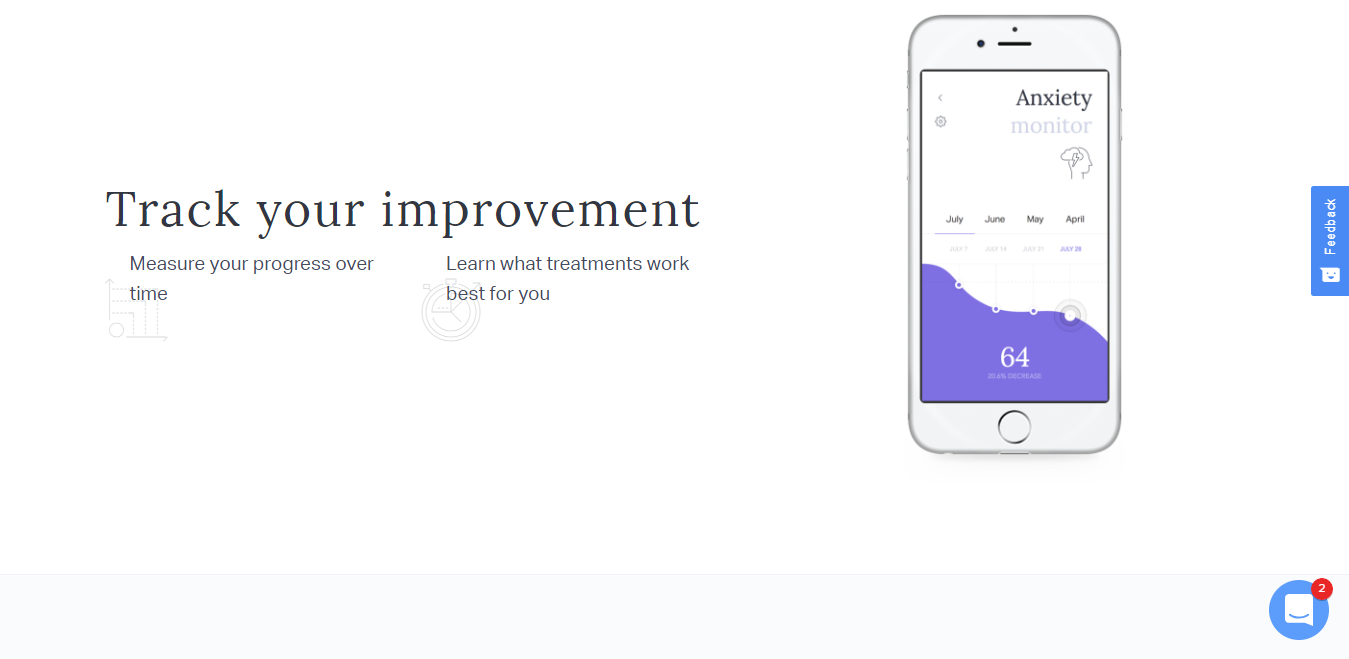 Track your improvement
Measure your progress over
time
Learn what treatments work
best for you
Anxiety
monitor
July June May April
JULY 7 JULY 14 JULY 21 JULY 28
64
20.6% DECREASE
Feedback
2